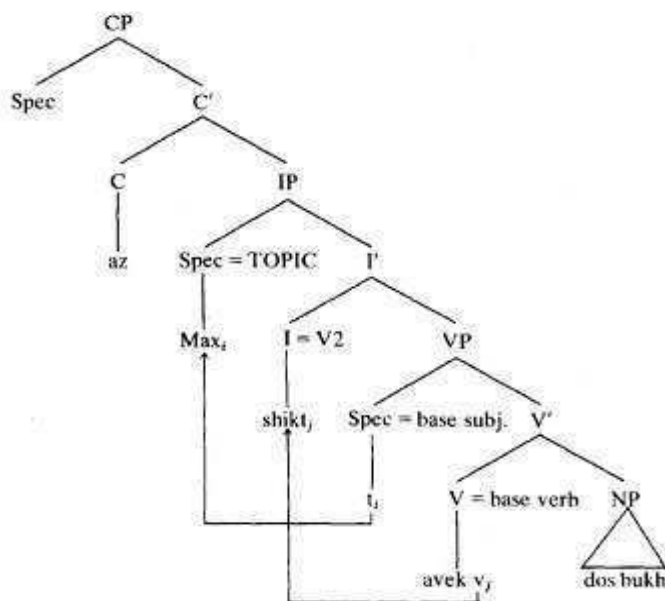 CP
Spec C′
C IP
az Spec = TOPIC I′
Maxᵢ I = V2 VP
shiktⱼ Spec = base subj. V′
tᵢ V = base verb NP
avek vⱼ dos bukh